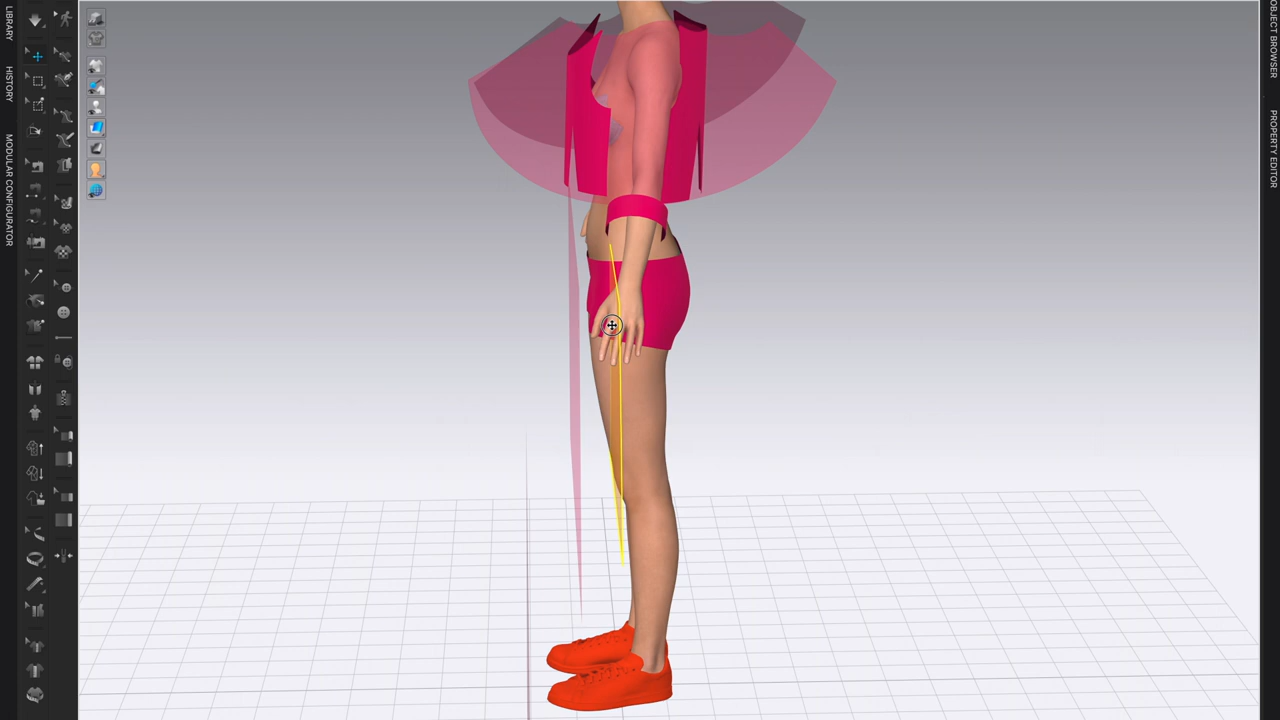 LIBRARY
HISTORY
MODULAR CONFIGURATOR
OBJECT BROWSER
PROPERTY EDITOR